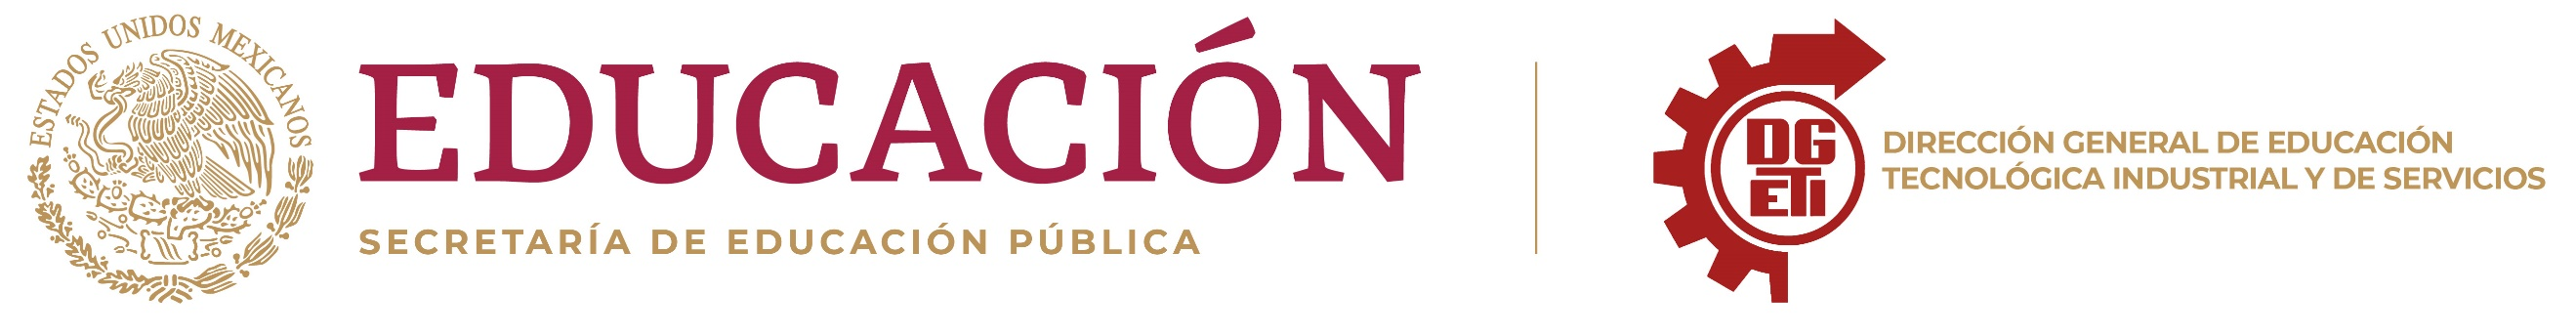 ESTADOS UNIDOS MEXICANOS
EDUCACIÓN
SECRETARÍA DE EDUCACIÓN PÚBLICA
DG
ETI
DIRECCIÓN GENERAL DE EDUCACIÓN
TECNOLÓGICA INDUSTRIAL Y DE SERVICIOS